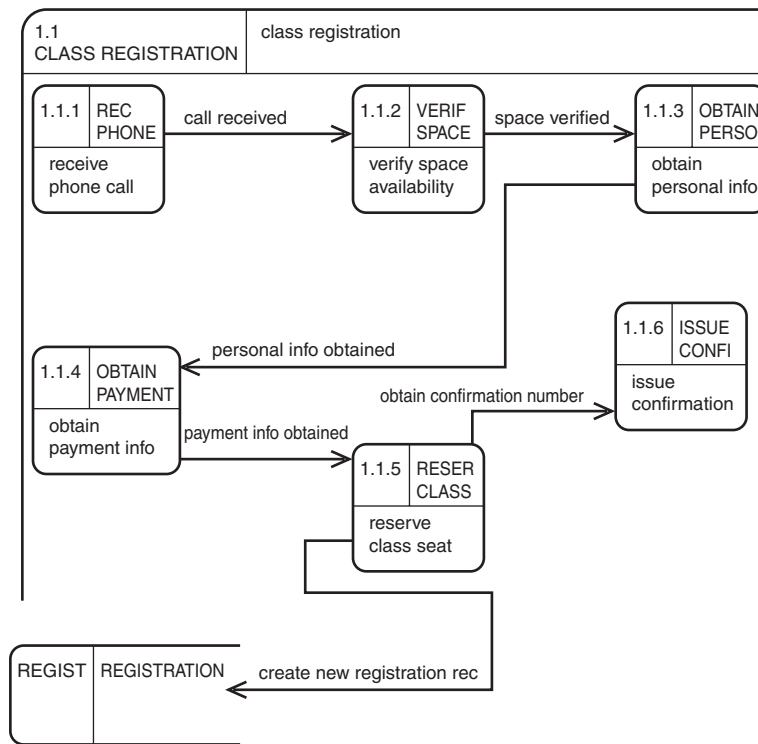 1.1
CLASS REGISTRATION
class registration
1.1.1
REC
PHONE
receive
phone call
call received
1.1.2
VERIF
SPACE
verify space
availability
space verified
1.1.3
OBTAIN
PERSO
obtain
personal info
personal info obtained
1.1.4
OBTAIN
PAYMENT
obtain
payment info
payment info obtained
1.1.5
RESER
CLASS
reserve
class seat
obtain confirmation number
1.1.6
ISSUE
CONFI
issue
confirmation
REGIST
REGISTRATION
create new registration rec